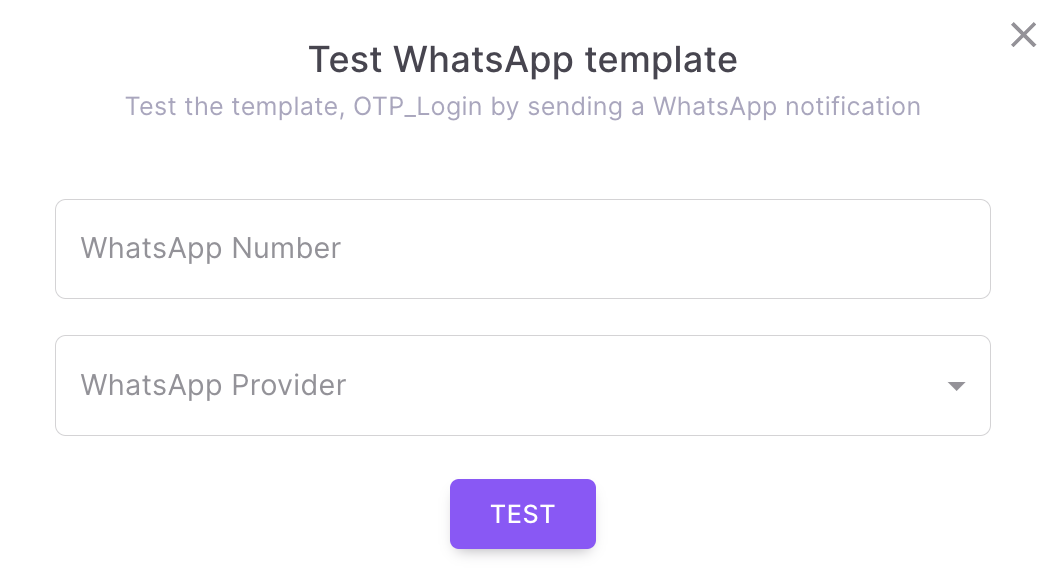 Test WhatsApp template
Test the template, OTP_Login by sending a WhatsApp notification
WhatsApp Number
WhatsApp Provider
TEST